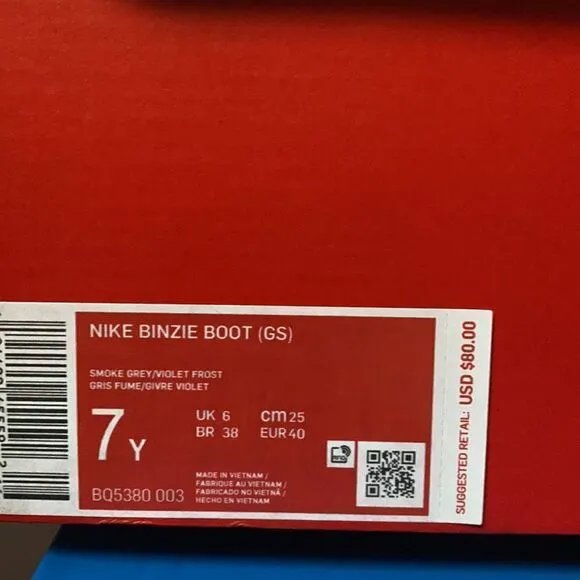 NIKE BINZIE BOOT (GS)
SMOKE GREY/VIOLET FROST
GRIS FUME/GIVRE VIOLET
7 Y
UK 6 cm 25
BR 38 EUR 40
MADE IN VIETNAM /
FABRIQUE AU VIETNAM /
FABRICADO NO VIETNÃ /
HECHO EN VIETNAM
BQ5380 003
SUGGESTED RETAIL: USD $80.00